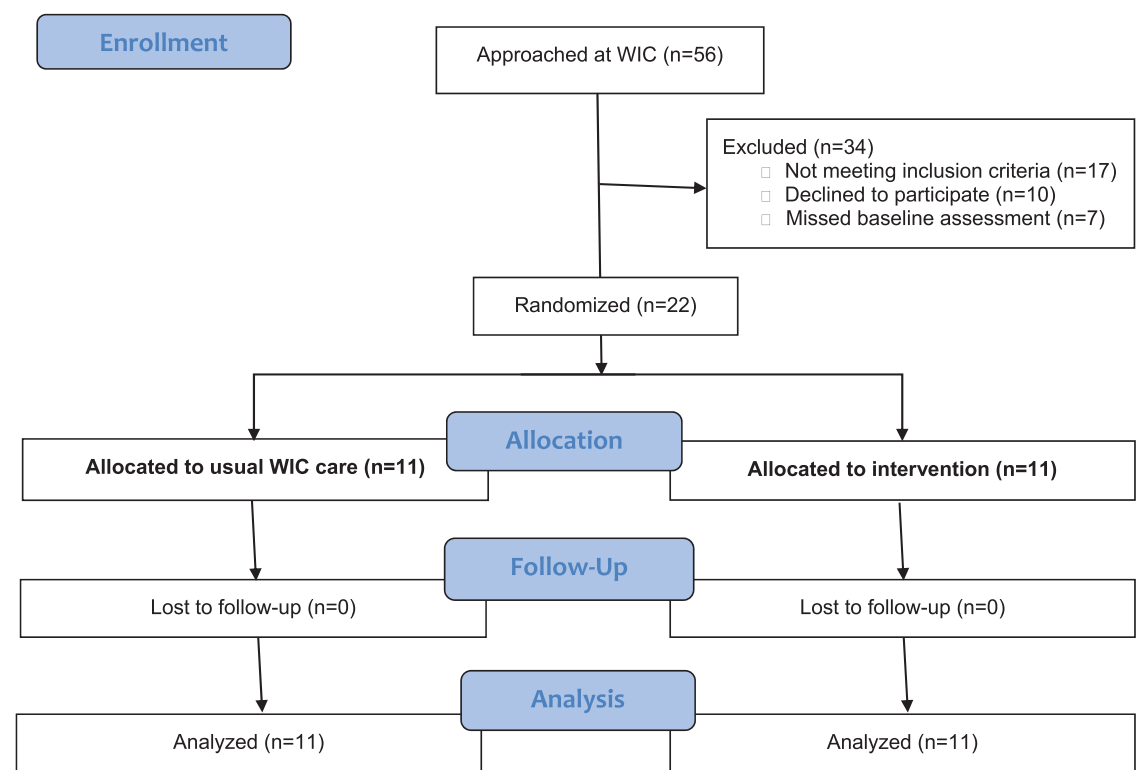 Enrollment
Approached at WIC (n=56)
Excluded (n=34)
Not meeting inclusion criteria (n=17)
Declined to participate (n=10)
Missed baseline assessment (n=7)
Randomized (n=22)
Allocation
Allocated to usual WIC care (n=11)
Allocated to intervention (n=11)
Follow-Up
Lost to follow-up (n=0)
Lost to follow-up (n=0)
Analysis
Analyzed (n=11)
Analyzed (n=11)